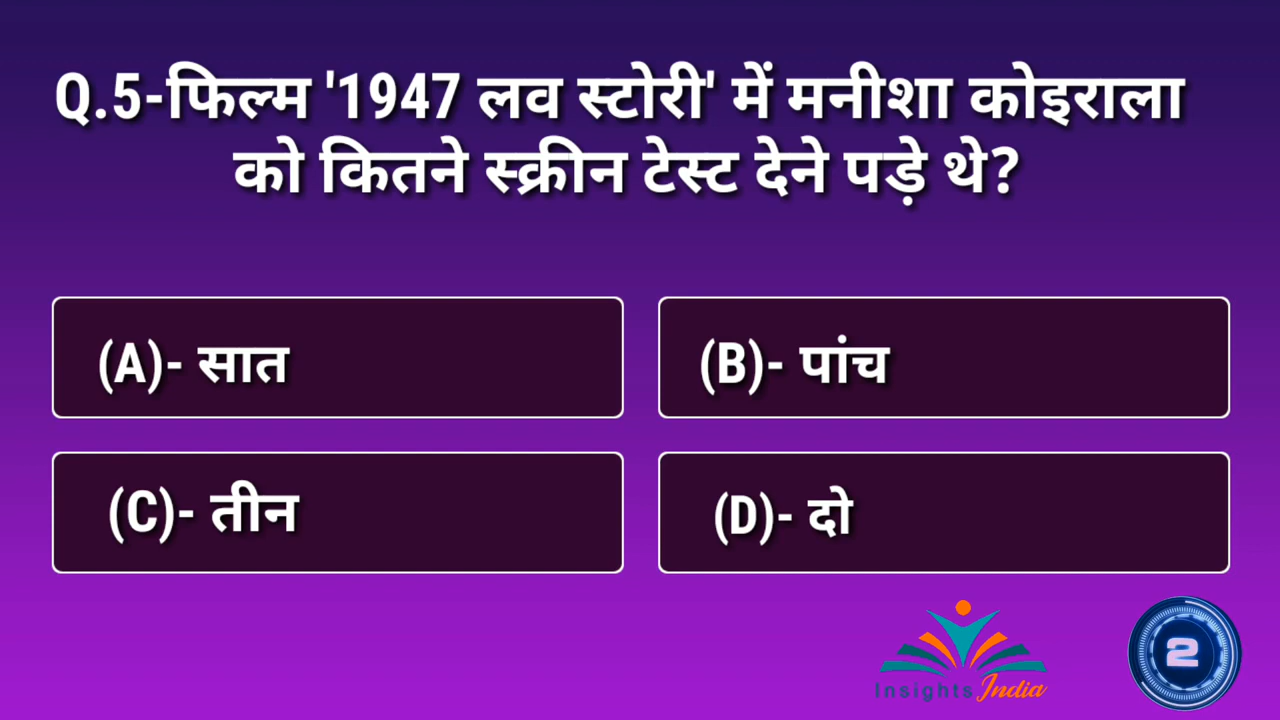 Q.5-फिल्म '1947 लव स्टोरी' में मनीशा कोइराला
को कितने स्क्रीन टेस्ट देने पड़े थे?
(A)- सात
(B)- पांच
(C)- तीन
(D)- दो
Insights India
2